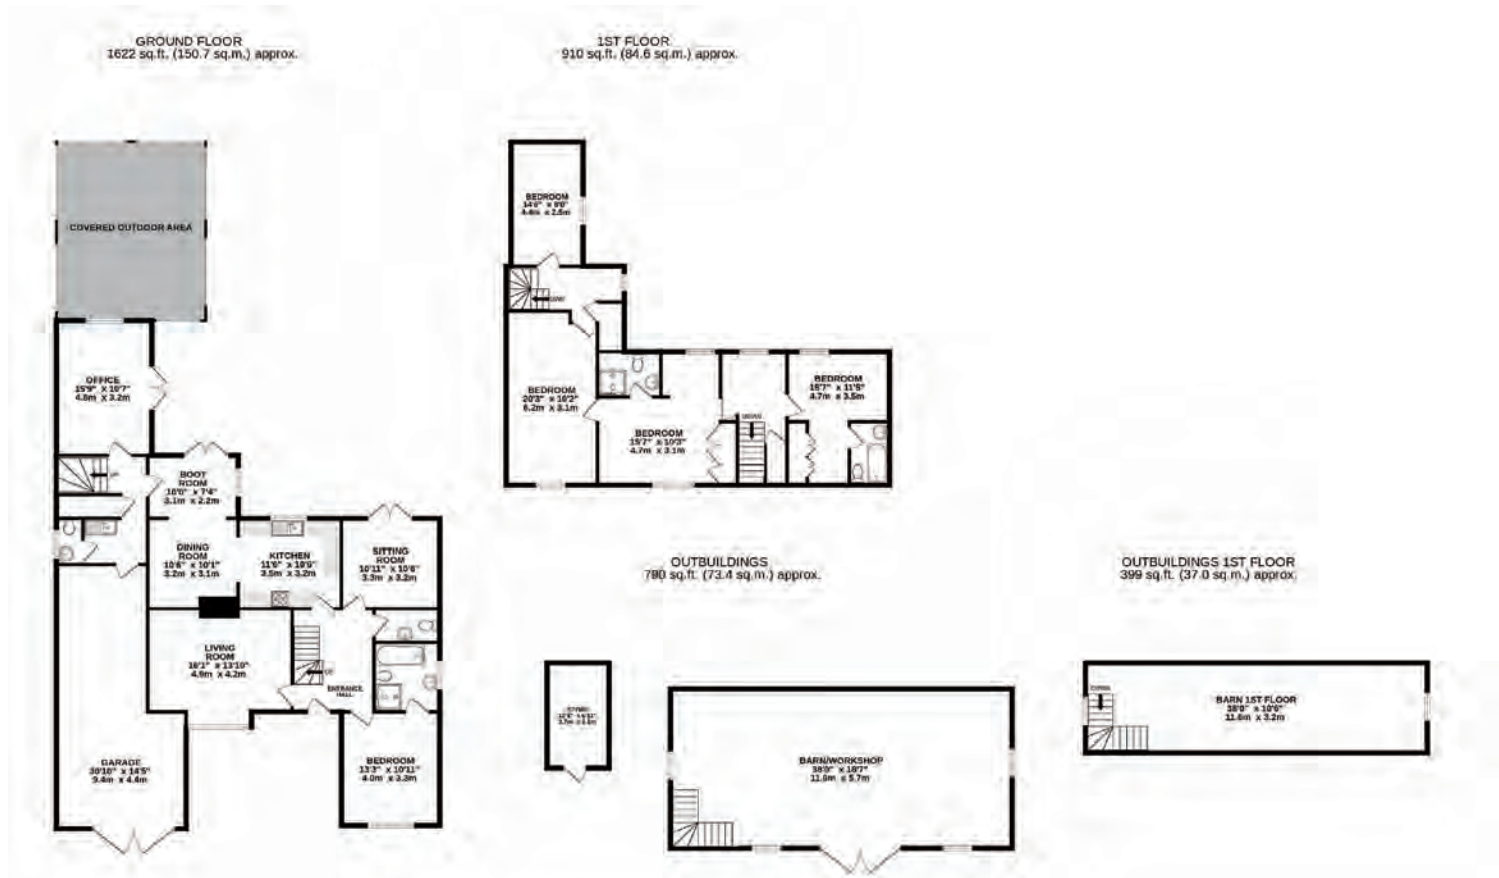 GROUND FLOOR
1622 sq.ft. (150.7 sq.m.) approx.
1ST FLOOR
910 sq.ft. (84.6 sq.m.) approx.
COVERED OUTDOOR AREA
OFFICE
15'9" x 10'7"
4.8m x 3.2m
UP
BOOT
ROOM
10'0" x 7'4"
3.1m x 2.2m
DINING
ROOM
10'6" x 10'1"
3.2m x 3.1m
KITCHEN
11'6" x 10'6"
3.5m x 3.2m
SITTING
ROOM
10'11" x 10'6"
3.3m x 3.2m
LIVING
ROOM
16'1" x 13'10"
4.9m x 4.2m
UP
ENTRANCE
HALL
GARAGE
30'10" x 14'5"
9.4m x 4.4m
BEDROOM
13'3" x 10'11"
4.0m x 3.3m
BEDROOM
4.4m x 2.6m
DOWN
BEDROOM
20'3" x 10'2"
6.2m x 3.1m
BEDROOM
15'7" x 10'3"
4.7m x 3.1m
DOWN
BEDROOM
15'7" x 11'5"
4.7m x 3.5m
OUTBUILDINGS
790 sq.ft. (73.4 sq.m.) approx.
BARN/WORKSHOP
38'0" x 18'7"
11.6m x 5.7m
OUTBUILDINGS 1ST FLOOR
399 sq.ft. (37.0 sq.m.) approx.
DOWN
BARN 1ST FLOOR
38'0" x 10'6"
11.6m x 3.2m